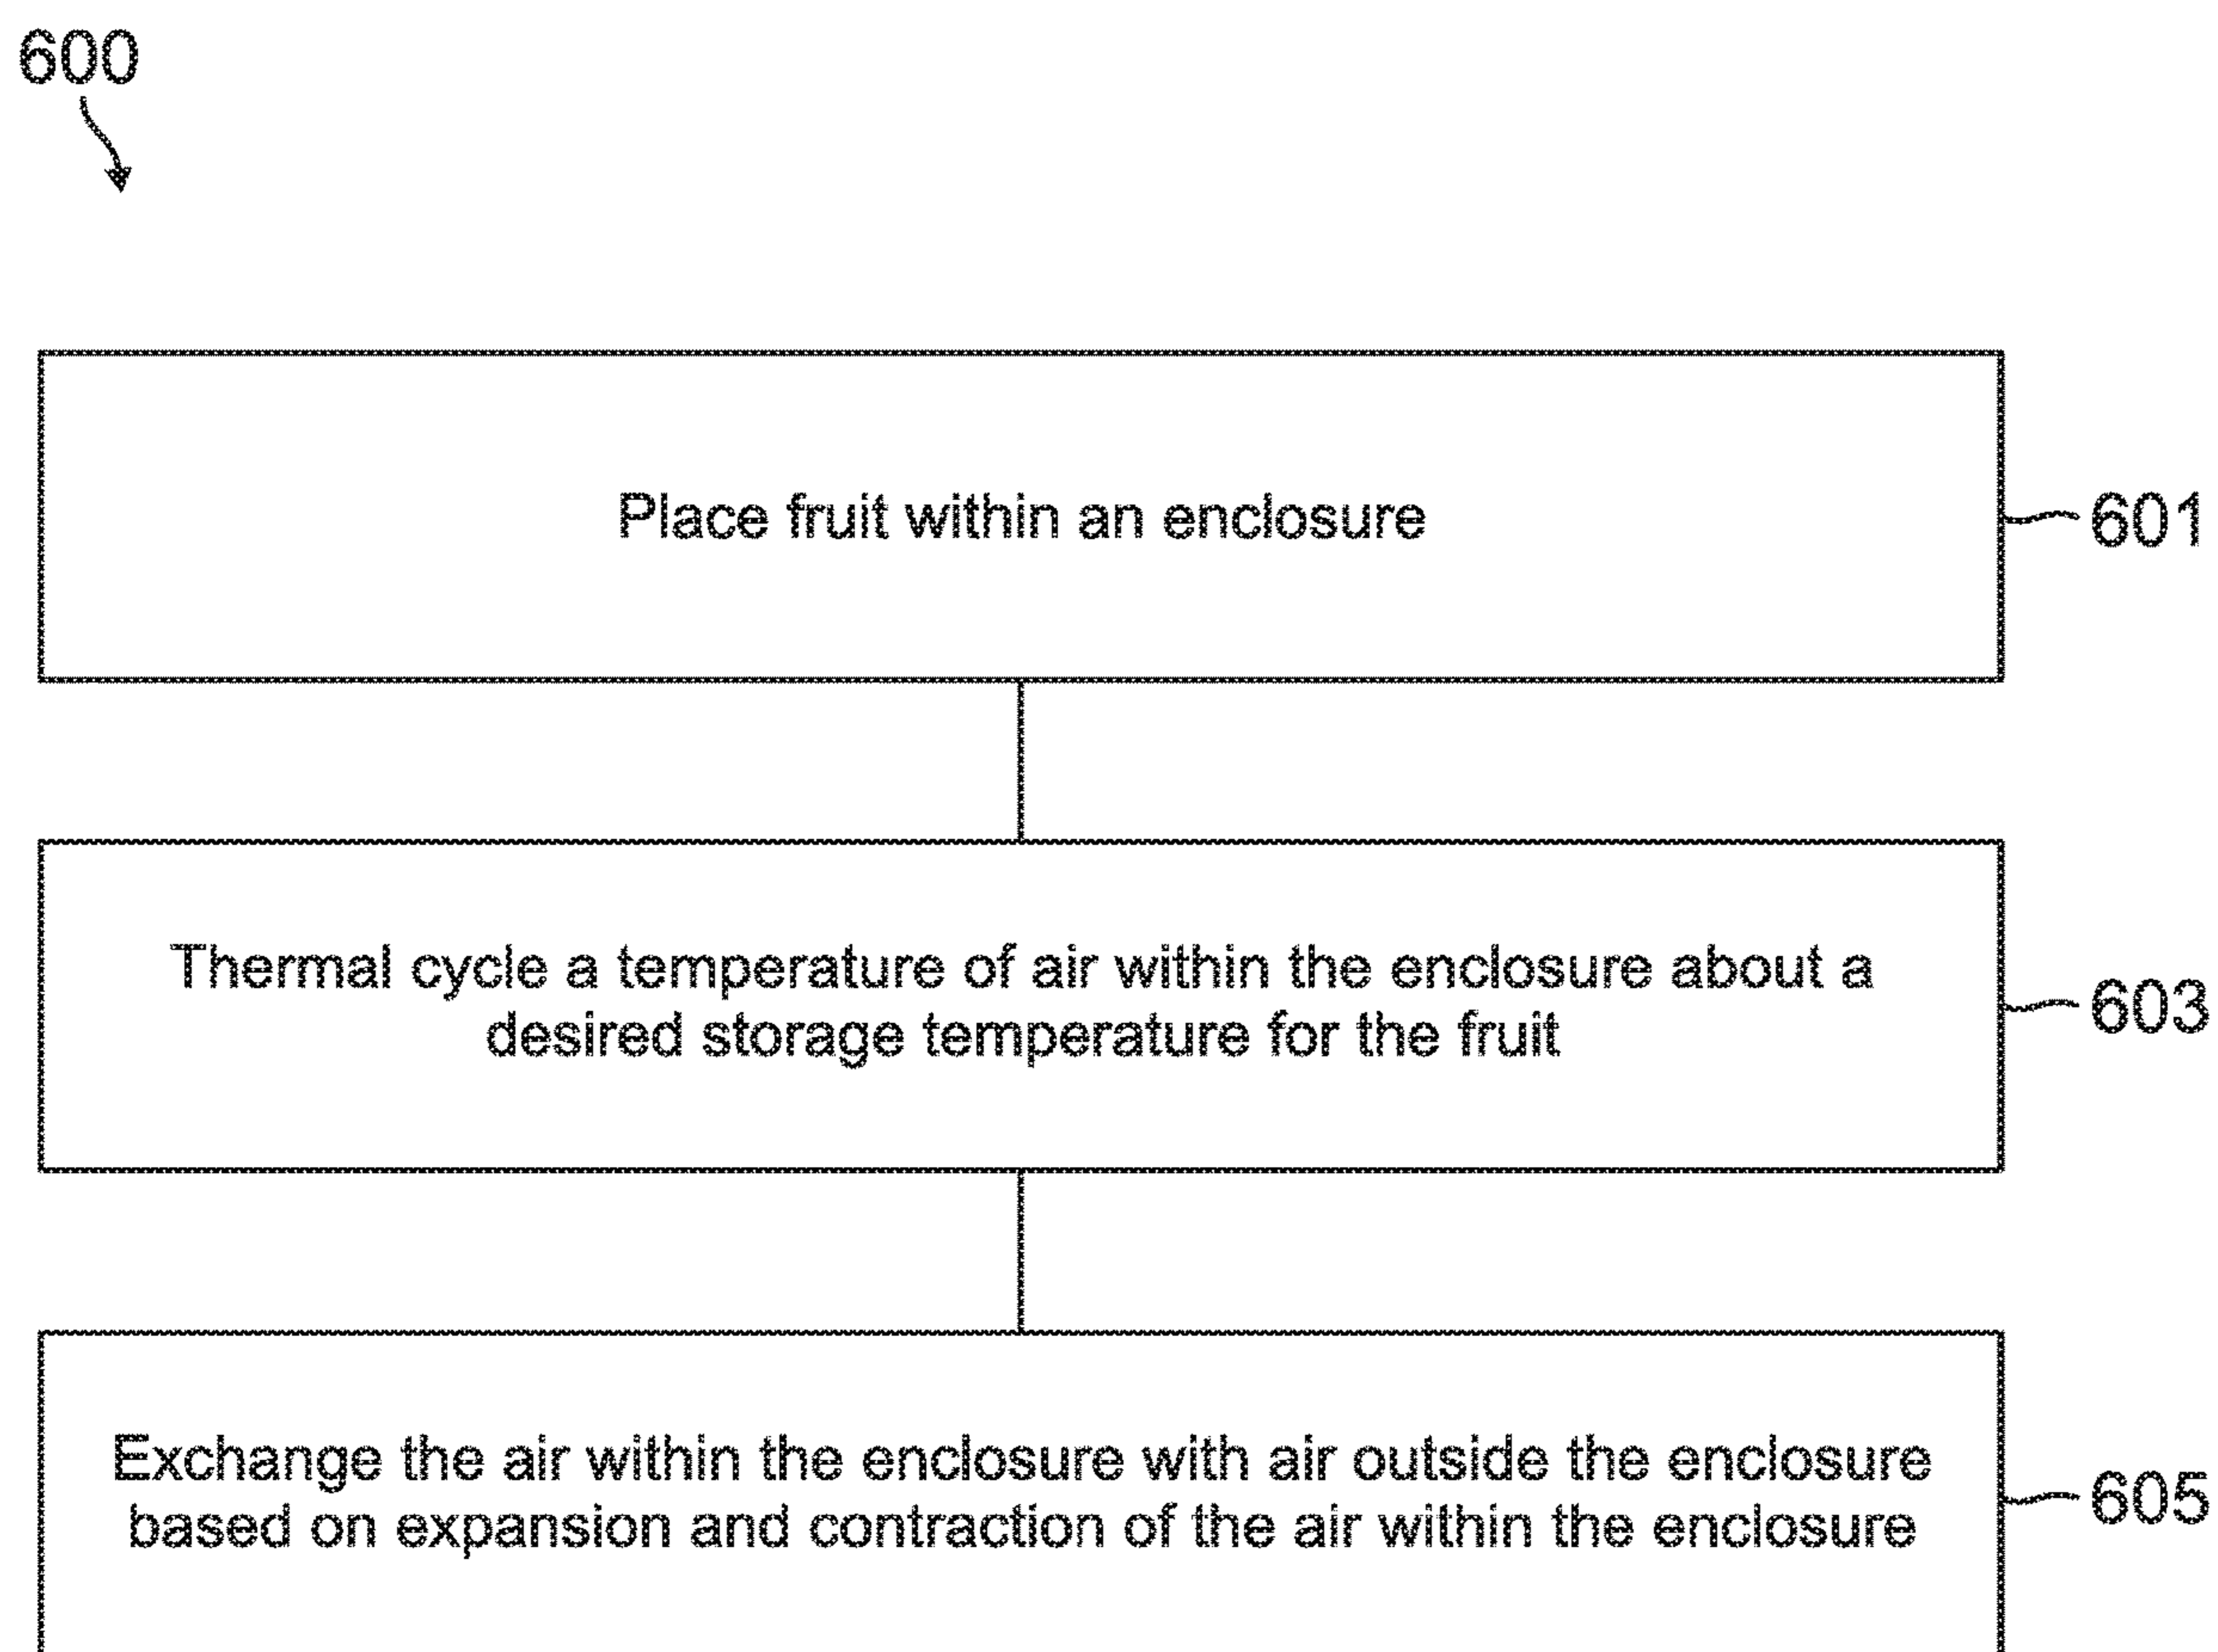 600
Place fruit within an enclosure
601
Thermal cycle a temperature of air within the enclosure about a
desired storage temperature for the fruit
603
Exchange the air within the enclosure with air outside the enclosure
based on expansion and contraction of the air within the enclosure
605